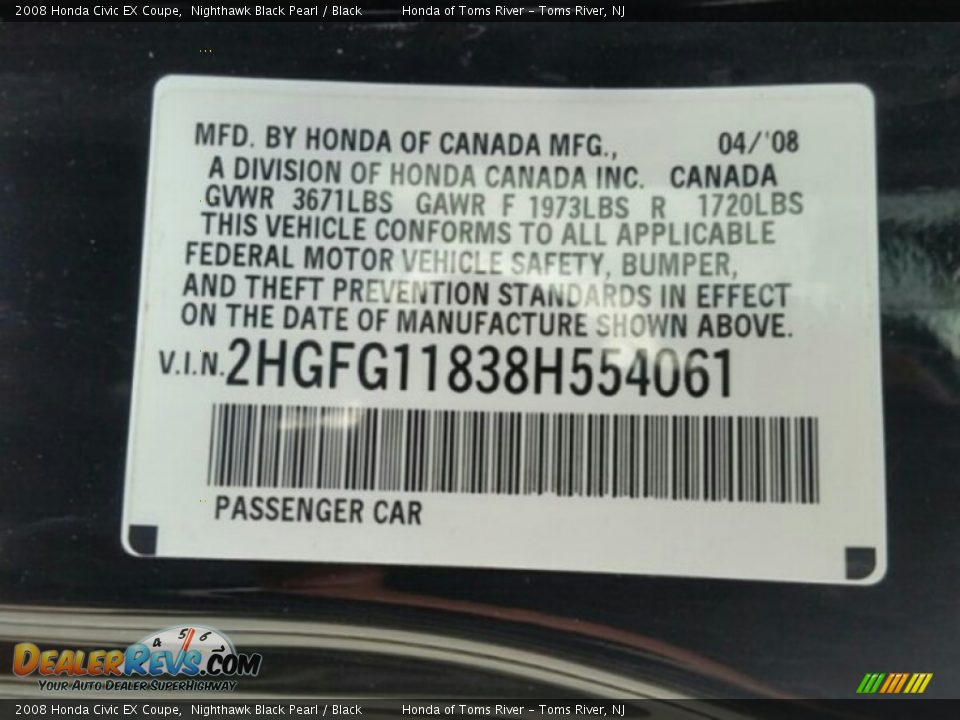 2008 Honda Civic EX Coupe,  Nighthawk Black Pearl / Black     Honda of Toms River – Toms River, NJ
MFD. BY HONDA OF CANADA MFG.,     04/'08
A DIVISION OF HONDA CANADA INC.  CANADA
GVWR 3671LBS  GAWR F 1973LBS  R  1720LBS
THIS VEHICLE CONFORMS TO ALL APPLICABLE
FEDERAL MOTOR VEHICLE SAFETY, BUMPER,
AND THEFT PREVENTION STANDARDS IN EFFECT
ON THE DATE OF MANUFACTURE SHOWN ABOVE.
V.I.N.2HGFG11838H554061
PASSENGER CAR
4 5 6
DEALERREVS.COM
YOUR AUTO DEALER SUPERHIGHWAY
2008 Honda Civic EX Coupe,  Nighthawk Black Pearl / Black     Honda of Toms River – Toms River, NJ